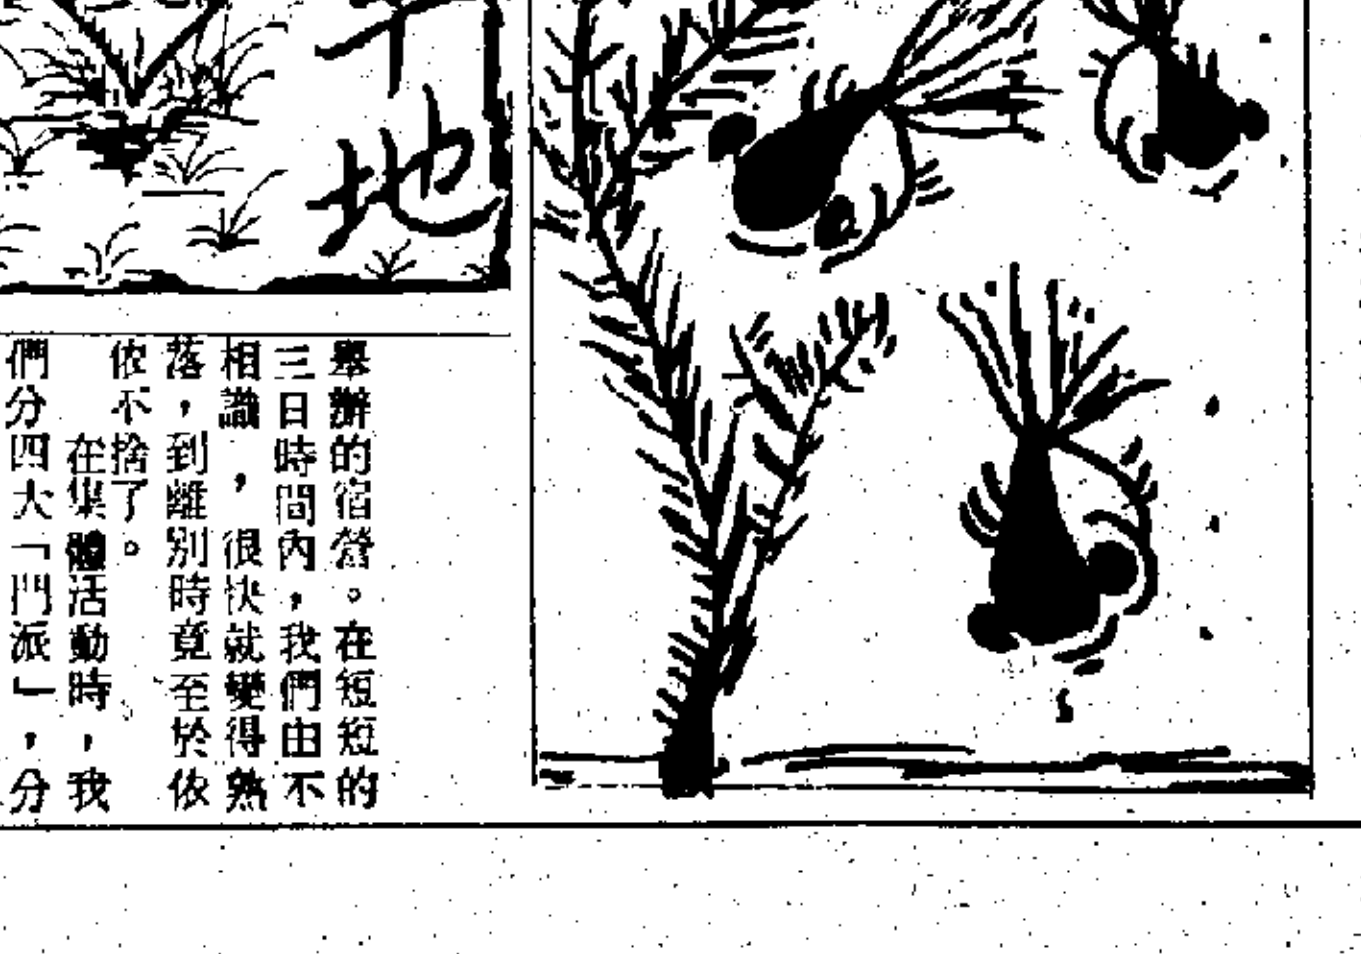 地
舉辦的宿營。在短短的
三日時間內，我們由不
相識，很快就變得熟
落，到離別時竟至於依
依不捨了。
在集體活動時，我
們分四大「門派」，分